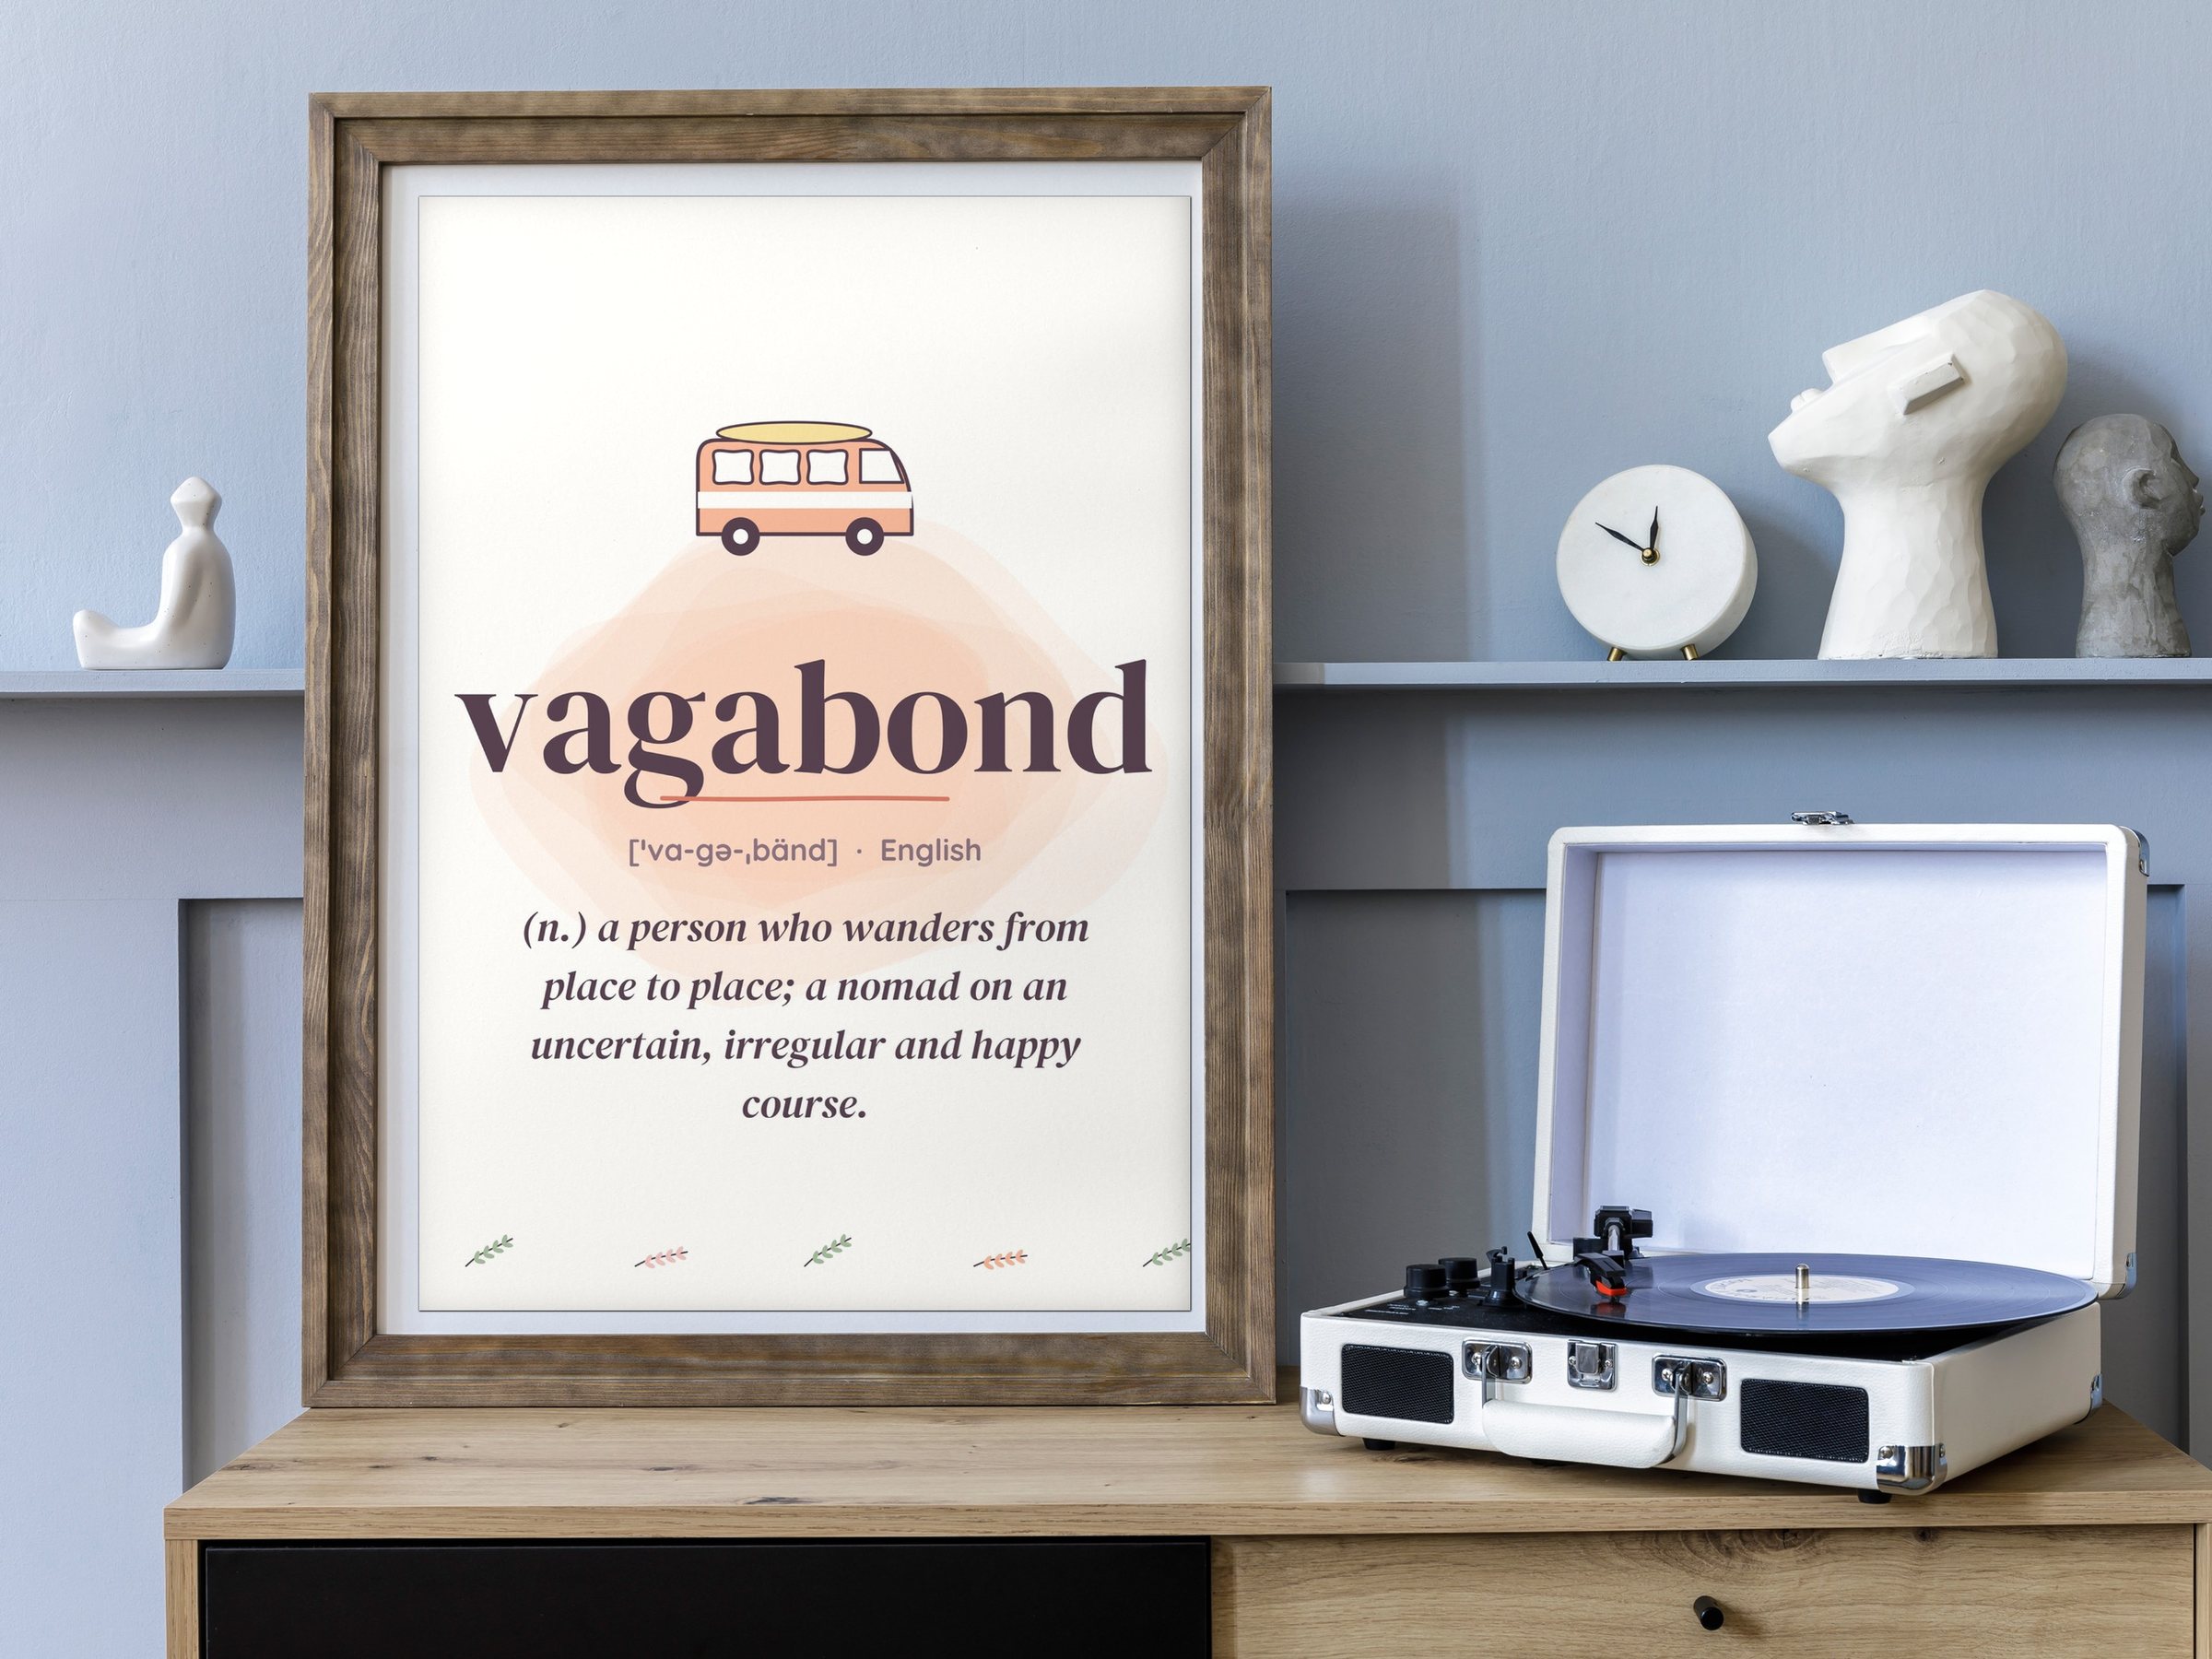 vagabond
['va-gə-ˌbänd] · English
(n.) a person who wanders from
place to place; a nomad on an
uncertain, irregular and happy
course.